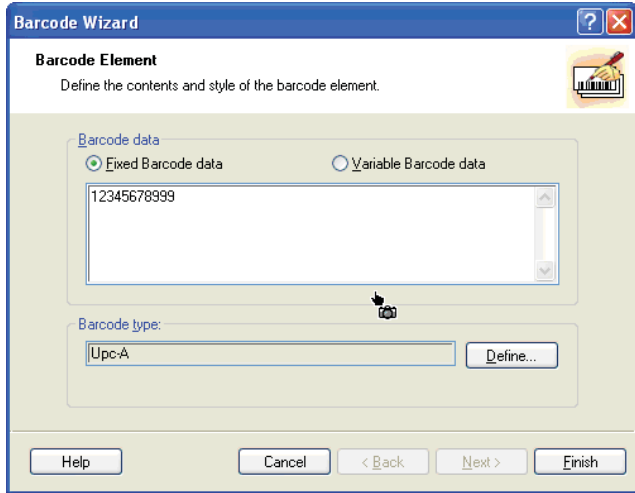 Barcode Wizard
Barcode Element
Define the contents and style of the barcode element.
Barcode data
Fixed Barcode data Variable Barcode data
12345678999
Barcode type:
Upc-A Define...
Help Cancel < Back Next > Finish